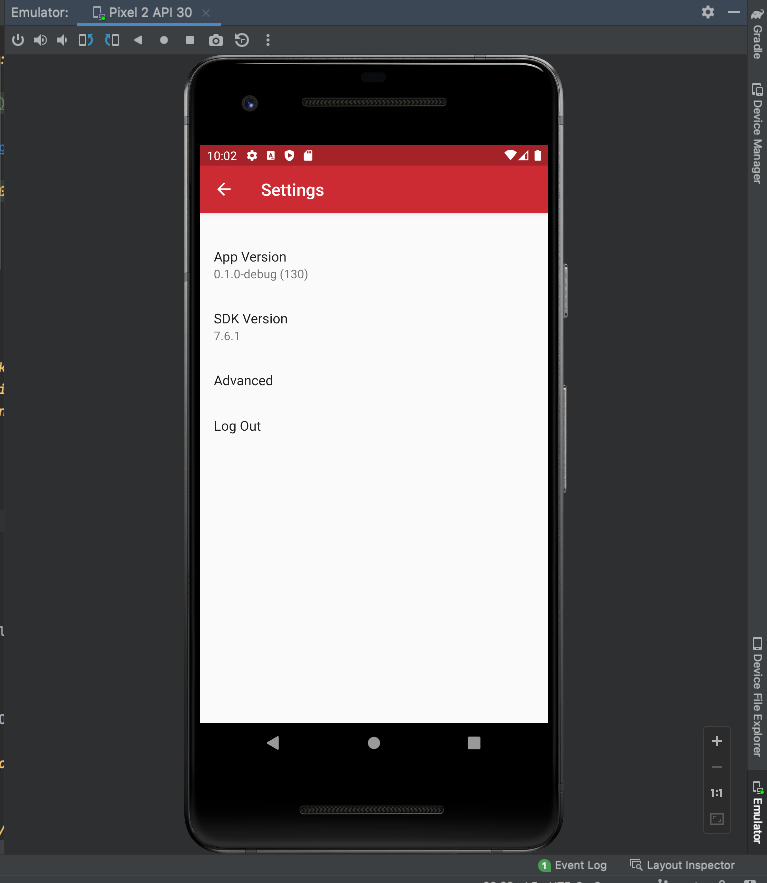 Emulator:
Pixel 2 API 30
Gradle
Device Manager
10:02
Settings
App Version
0.1.0-debug (130)
SDK Version
7.6.1
Advanced
Log Out
Device File Explorer
1:1
Emulator
1 Event Log
Layout Inspector